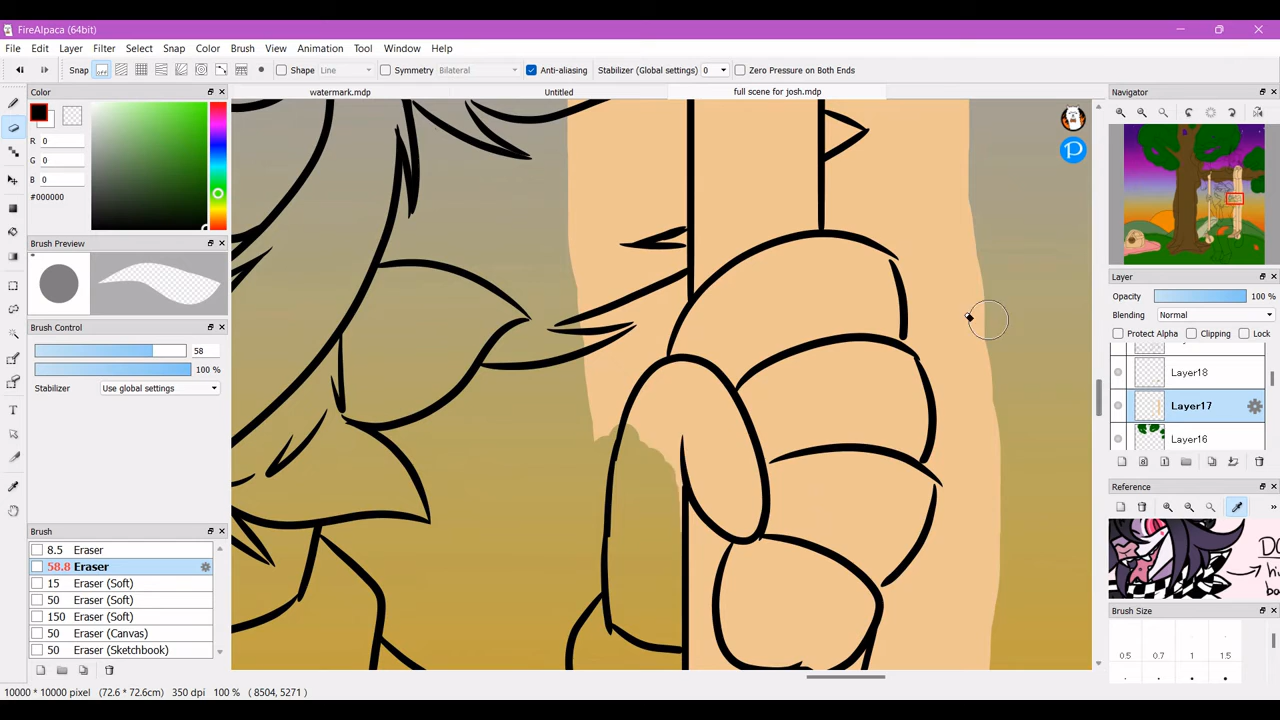 FireAlpaca (64bit)
File Edit Layer Filter Select Snap Color Brush View Animation Tool Window Help
Snap Shape Line Symmetry Bilateral Anti-aliasing Stabilizer (Global settings) 0 Zero Pressure on Both Ends
Color
watermark.mdp Untitled full scene for josh.mdp
Navigator
R 0
G 0
B 0
#000000
Brush Preview
Layer
Opacity 100 %
Blending Normal
Protect Alpha Clipping Lock
Brush Control
58
100 %
Stabilizer Use global settings
Layer18
Layer17
Layer16
Reference
8.5 Eraser
58.8 Eraser
15 Eraser (Soft)
50 Eraser (Soft)
150 Eraser (Soft)
50 Eraser (Canvas)
50 Eraser (Sketchbook)
Brush
Brush Size
0.5 0.7 1 1.5
10000 * 10000 pixel (72.6 * 72.6cm) 350 dpi 100 % ( 8504, 5271 )